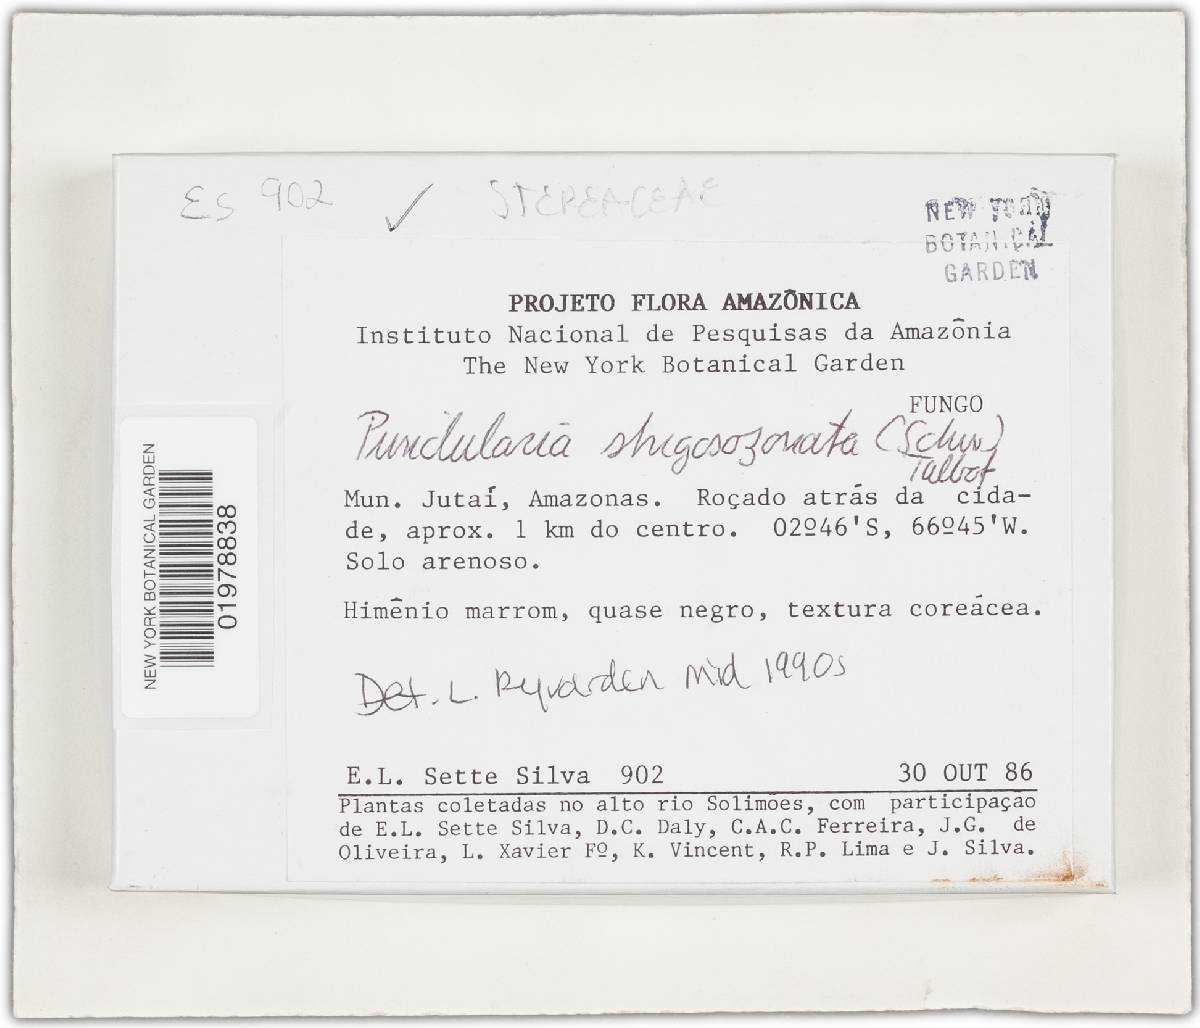 ES 902 ✓ STEREACEAE
NEW YORK
BOTANICAL
GARDEN
PROJETO FLORA AMAZÔNICA
Instituto Nacional de Pesquisas da Amazônia
The New York Botanical Garden
FUNGO
Punctularia strigosozonata (Schw)
Talbot
Mun. Jutaí, Amazonas. Roçado atrás da cida-
de, aprox. 1 km do centro. 02º46'S, 66º45'W.
Solo arenoso.
Himênio marrom, quase negro, textura coreácea.
Det. L. Ryvarden mid 1990s
E.L. Sette Silva 902 30 OUT 86
Plantas coletadas no alto rio Solimões, com participação
de E.L. Sette Silva, D.C. Daly, C.A.C. Ferreira, J.G. de
Oliveira, L. Xavier Fº, K. Vincent, R.P. Lima e J. Silva.
NEW YORK BOTANICAL GARDEN
01978838